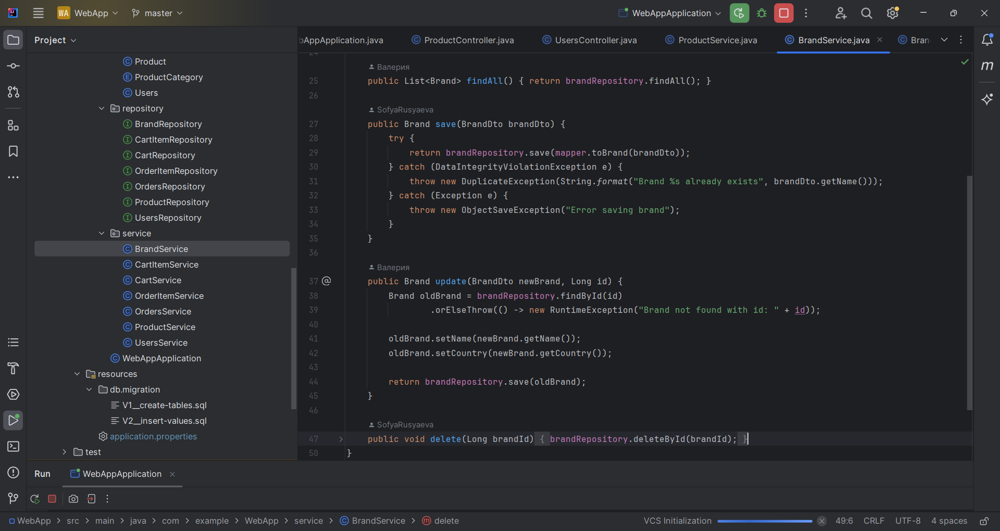 WA WebApp master WebAppApplication
Project
bAppApplication.java ProductController.java UsersController.java ProductService.java BrandService.java Bran
Product
ProductCategory
Users
repository
BrandRepository
CartItemRepository
CartRepository
OrderItemRepository
OrdersRepository
ProductRepository
UsersRepository
service
BrandService
CartItemService
CartService
OrderItemService
OrdersService
ProductService
UsersService
WebAppApplication
resources
db.migration
V1__create-tables.sql
V2__insert-values.sql
application.properties
test
24
Валерия
25 public List<Brand> findAll() { return brandRepository.findAll(); }
26
SofyaRusyaeva
27 public Brand save(BrandDto brandDto) {
28 try {
29 return brandRepository.save(mapper.toBrand(brandDto));
30 } catch (DataIntegrityViolationException e) {
31 throw new DuplicateException(String.format("Brand %s already exists", brandDto.getName()));
32 } catch (Exception e) {
33 throw new ObjectSaveException("Error saving brand");
34 }
35 }
36
Валерия
37 @ public Brand update(BrandDto newBrand, Long id) {
38 Brand oldBrand = brandRepository.findById(id)
39 .orElseThrow(() -> new RuntimeException("Brand not found with id: " + id));
40
41 oldBrand.setName(newBrand.getName());
42 oldBrand.setCountry(newBrand.getCountry());
43
44 return brandRepository.save(oldBrand);
45 }
46
SofyaRusyaeva
47 public void delete(Long brandId) { brandRepository.deleteById(brandId); }
50 }
m
Run WebAppApplication
WebApp > src > main > java > com > example > WebApp > service > BrandService > delete VCS Initialization 49:6 CRLF UTF-8 4 spaces